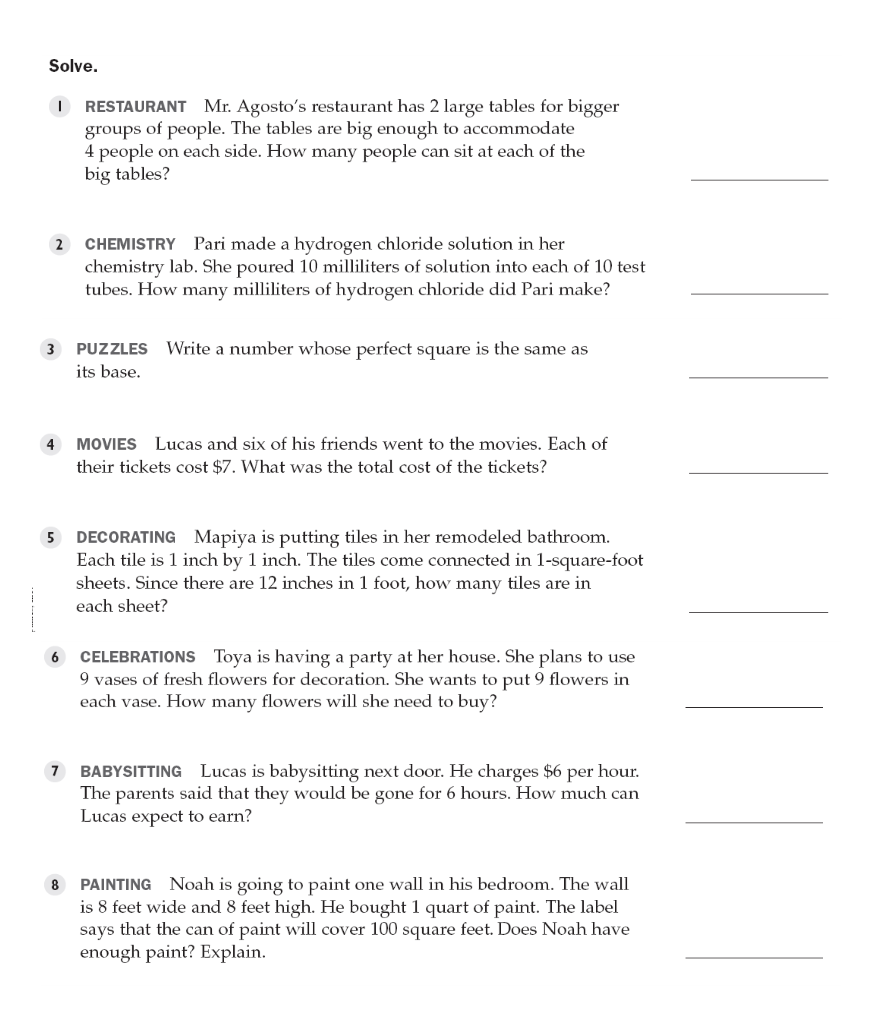 Solve.
1 RESTAURANT Mr. Agosto's restaurant has 2 large tables for bigger
groups of people. The tables are big enough to accommodate
4 people on each side. How many people can sit at each of the
big tables?
2 CHEMISTRY Pari made a hydrogen chloride solution in her
chemistry lab. She poured 10 milliliters of solution into each of 10 test
tubes. How many milliliters of hydrogen chloride did Pari make?
3 PUZZLES Write a number whose perfect square is the same as
its base.
4 MOVIES Lucas and six of his friends went to the movies. Each of
their tickets cost $7. What was the total cost of the tickets?
5 DECORATING Mapiya is putting tiles in her remodeled bathroom.
Each tile is 1 inch by 1 inch. The tiles come connected in 1-square-foot
sheets. Since there are 12 inches in 1 foot, how many tiles are in
each sheet?
6 CELEBRATIONS Toya is having a party at her house. She plans to use
9 vases of fresh flowers for decoration. She wants to put 9 flowers in
each vase. How many flowers will she need to buy?
7 BABYSITTING Lucas is babysitting next door. He charges $6 per hour.
The parents said that they would be gone for 6 hours. How much can
Lucas expect to earn?
8 PAINTING Noah is going to paint one wall in his bedroom. The wall
is 8 feet wide and 8 feet high. He bought 1 quart of paint. The label
says that the can of paint will cover 100 square feet. Does Noah have
enough paint? Explain.